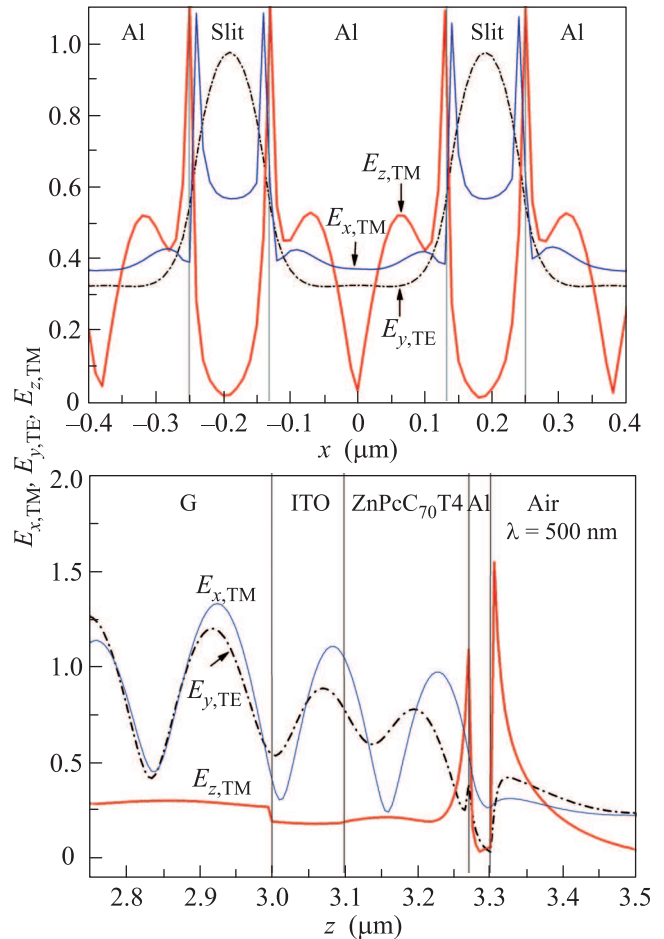 Al Slit Al Slit Al
1.0
0.8
0.6
0.4
0.2
0
E_z,TM
E_x,TM
E_y,TE
–0.4 –0.3 –0.2 –0.1 0 0.1 0.2 0.3 0.4
x (μm)
E_x,TM, E_y,TE, E_z,TM
2.0
1.5
1.0
0.5
0
G ITO ZnPcC₇₀T4 Al Air
λ = 500 nm
E_x,TM
E_y,TE
E_z,TM
2.8 2.9 3.0 3.1 3.2 3.3 3.4 3.5
z (μm)